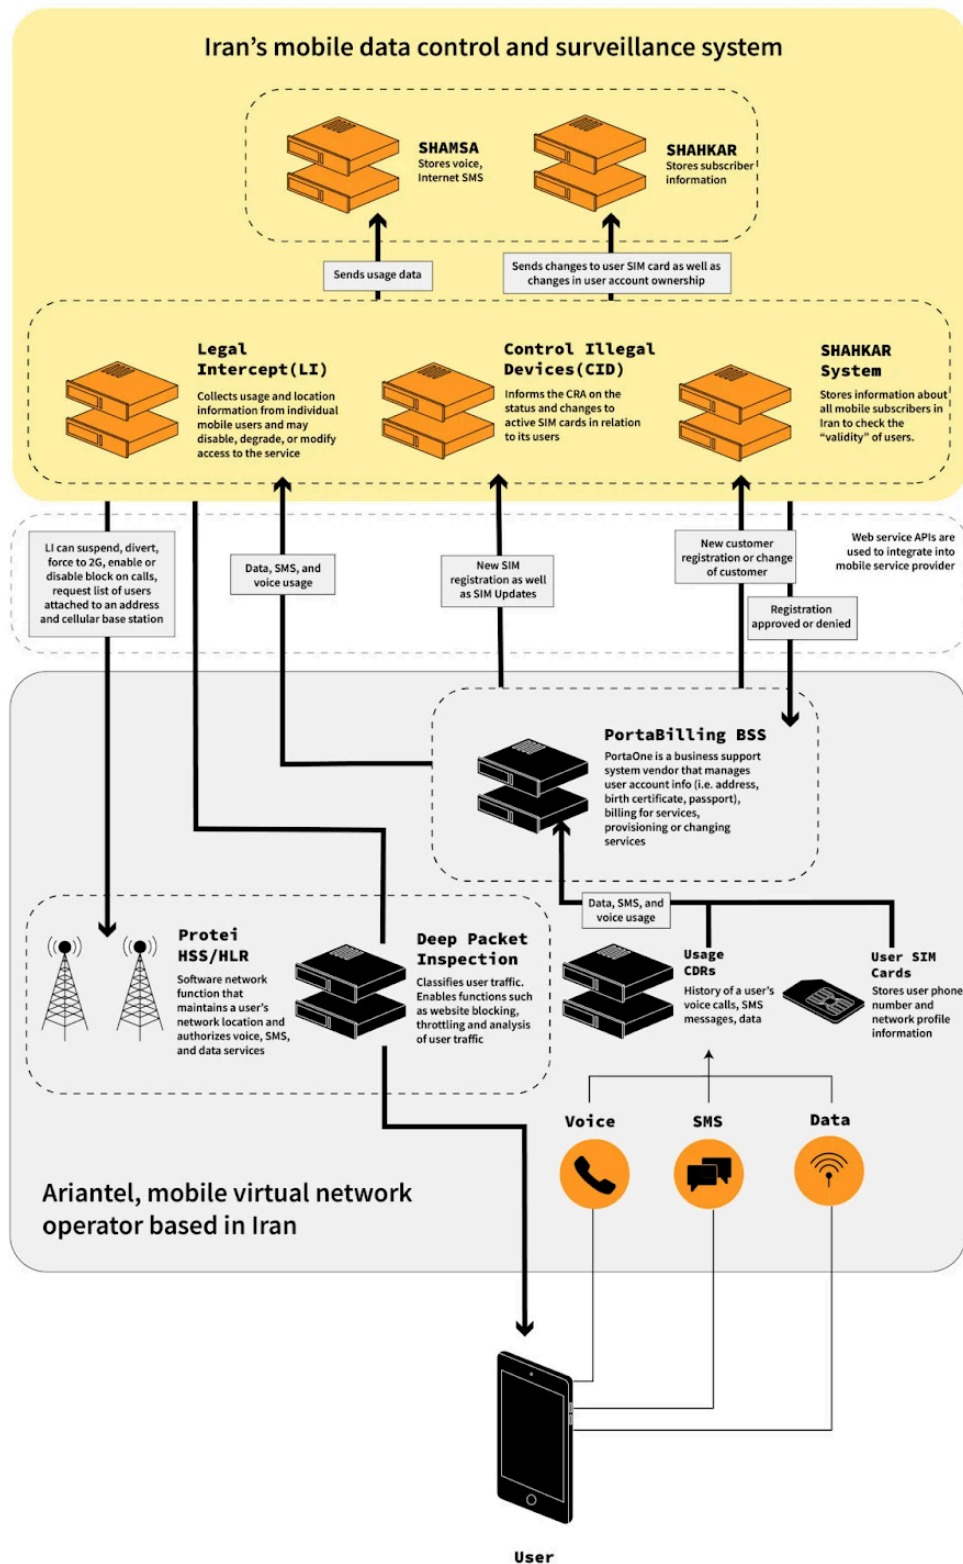 Iran's mobile data control and surveillance system
SHAMSA
Stores voice,
Internet SMS
SHAHKAR
Stores subscriber
information
Sends usage data
Sends changes to user SIM card as well as
changes in user account ownership
Legal
Intercept(LI)
Collects usage and location
information from individual
mobile users and may
disable, degrade, or modify
access to the service
Control Illegal
Devices(CID)
Informs the CRA on the
status and changes to
active SIM cards in relation
to its users
SHAHKAR
System
Stores information about
all mobile subscribers in
Iran to check the
“validity” of users.
LI can suspend, divert,
force to 2G, enable or
disable block on calls,
request list of users
attached to an address
and cellular base station
Data, SMS, and
voice usage
New SIM
registration as well
as SIM Updates
New customer
registration or change
of customer
Registration
approved or denied
Web service APIs are
used to integrate into
mobile service provider
PortaBilling BSS
PortaOne is a business support
system vendor that manages
user account info (i.e. address,
birth certificate, passport),
billing for services,
provisioning or changing
services
Data, SMS, and
voice usage
Protei
HSS/HLR
Software network
function that
maintains a user's
network location and
authorizes voice, SMS,
and data services
Deep Packet
Inspection
Classifies user traffic.
Enables functions such
as website blocking,
throttling and analysis
of user traffic
Usage
CDRs
History of a user's
voice calls, SMS
messages, data
User SIM
Cards
Stores user phone
number and
network profile
information
Voice
SMS
Data
Ariantel, mobile virtual network
operator based in Iran
User